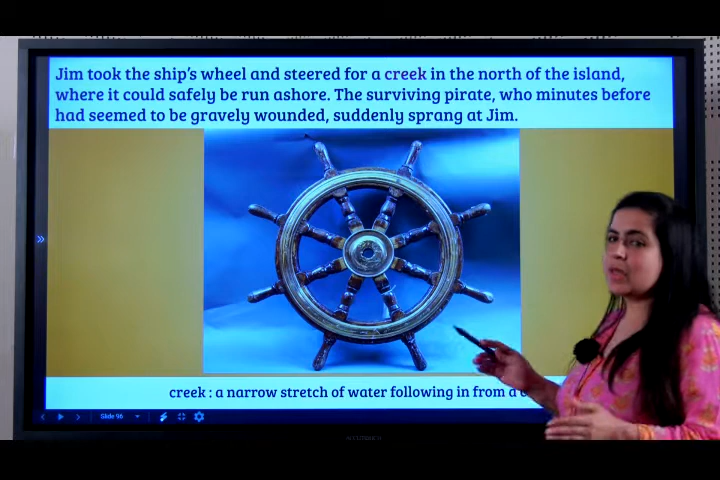 Jim took the ship's wheel and steered for a creek in the north of the island,
where it could safely be run ashore. The surviving pirate, who minutes before
had seemed to be gravely wounded, suddenly sprang at Jim.
creek : a narrow stretch of water following in from a
Slide 96